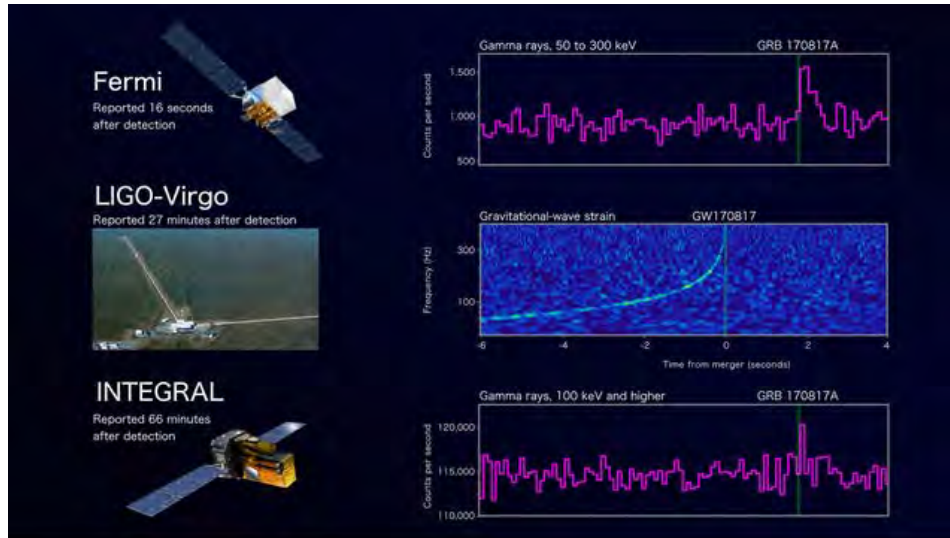 Fermi
Reported 16 seconds
after detection
Gamma rays, 50 to 300 keV
GRB 170817A
Counts per second
1,500
1,000
500
LIGO-Virgo
Reported 27 minutes after detection
Gravitational-wave strain
GW170817
Frequency (Hz)
300
100
-6
-4
-2
0
2
4
Time from merger (seconds)
INTEGRAL
Reported 66 minutes
after detection
Gamma rays, 100 keV and higher
GRB 170817A
Counts per second
120,000
115,000
110,000